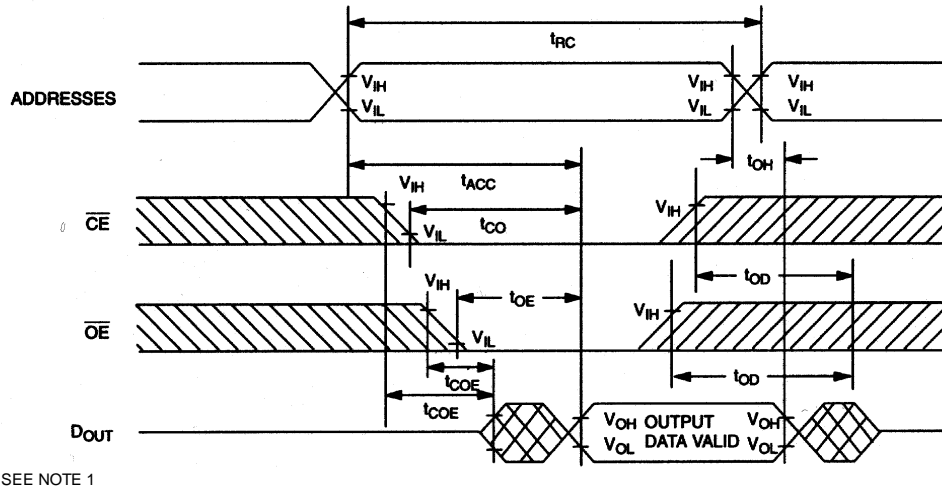 tRC
ADDRESSES
VIH
VIL
VIH
VIL
VIH
VIL
tOH
tACC
CE
VIH
VIL
tCO
VIH
tOD
OE
VIH
VIL
tOE
VIH
tOD
tCOE
tCOE
DOUT
VOH OUTPUT VOH
VOL DATA VALID VOL
SEE NOTE 1